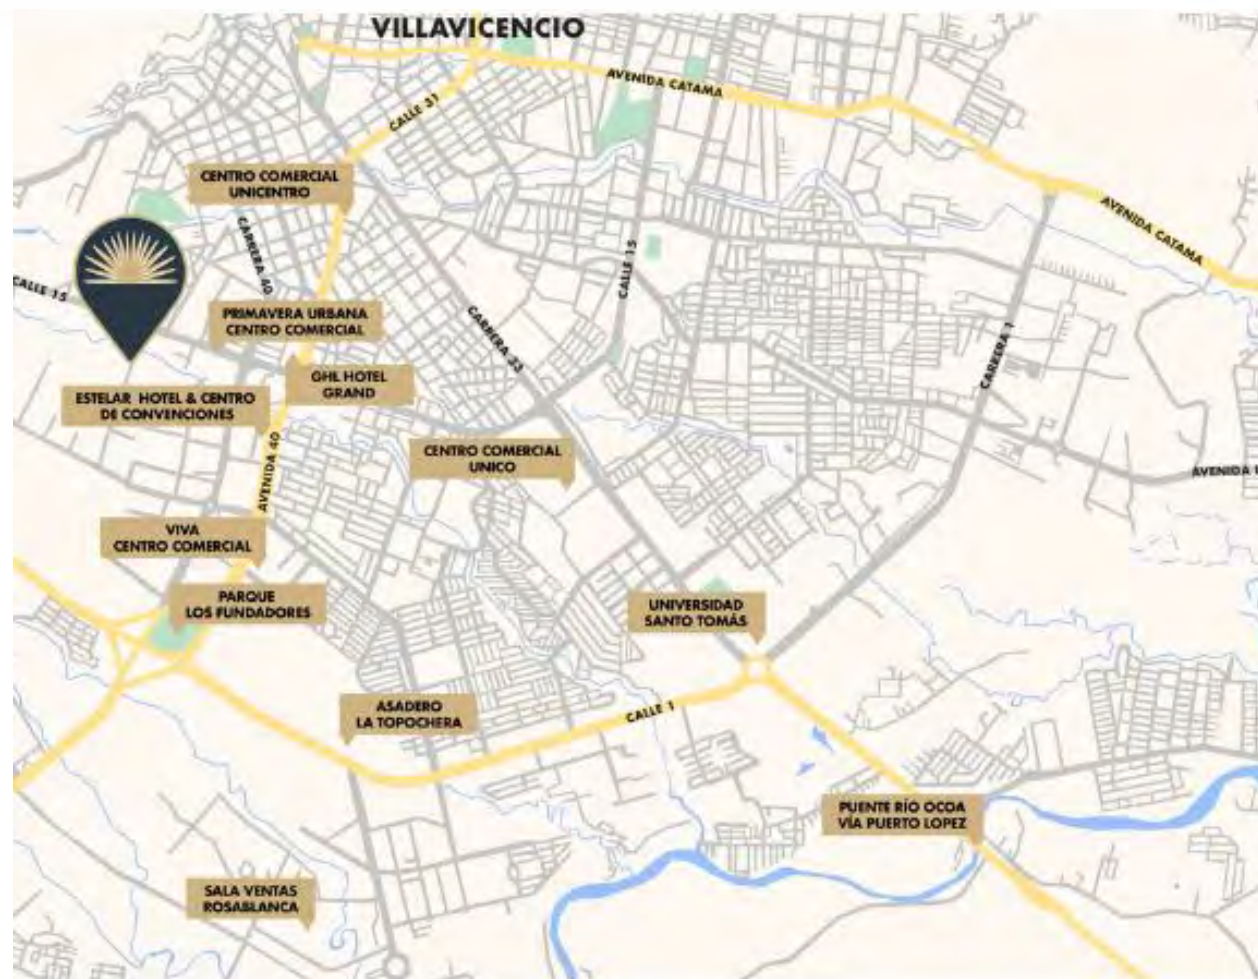 VILLAVICENCIO
AVENIDA CATAMA
CALLE 31
CENTRO COMERCIAL
UNICENTRO
AVENIDA CATAMA
CARRERA 40
CALLE 15
CALLE 15
PRIMAVERA URBANA
CENTRO COMERCIAL
CARRERA 33
CARRERA 1
GHL HOTEL
GRAND
ESTELAR HOTEL & CENTRO
DE CONVENCIONES
CENTRO COMERCIAL
UNICO
AVENIDA 40
AVENIDA
VIVA
CENTRO COMERCIAL
PARQUE
LOS FUNDADORES
UNIVERSIDAD
SANTO TOMÁS
ASADERO
LA TOPOCHERA
CALLE 1
PUENTE RÍO OCOA
VÍA PUERTO LOPEZ
SALA VENTAS
ROSABLANCA